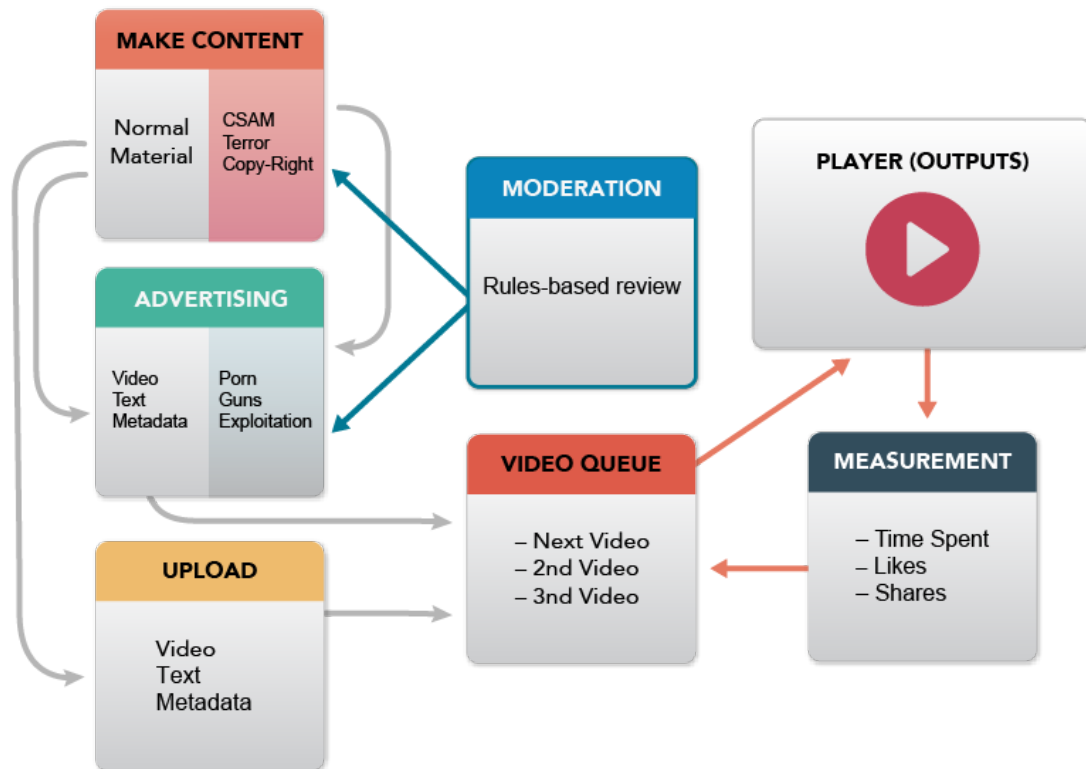 MAKE CONTENT
Normal
Material
CSAM
Terror
Copy-Right
ADVERTISING
Video
Text
Metadata
Porn
Guns
Exploitation
UPLOAD
Video
Text
Metadata
MODERATION
Rules-based review
VIDEO QUEUE
– Next Video
– 2nd Video
– 3nd Video
PLAYER (OUTPUTS)
MEASUREMENT
– Time Spent
– Likes
– Shares